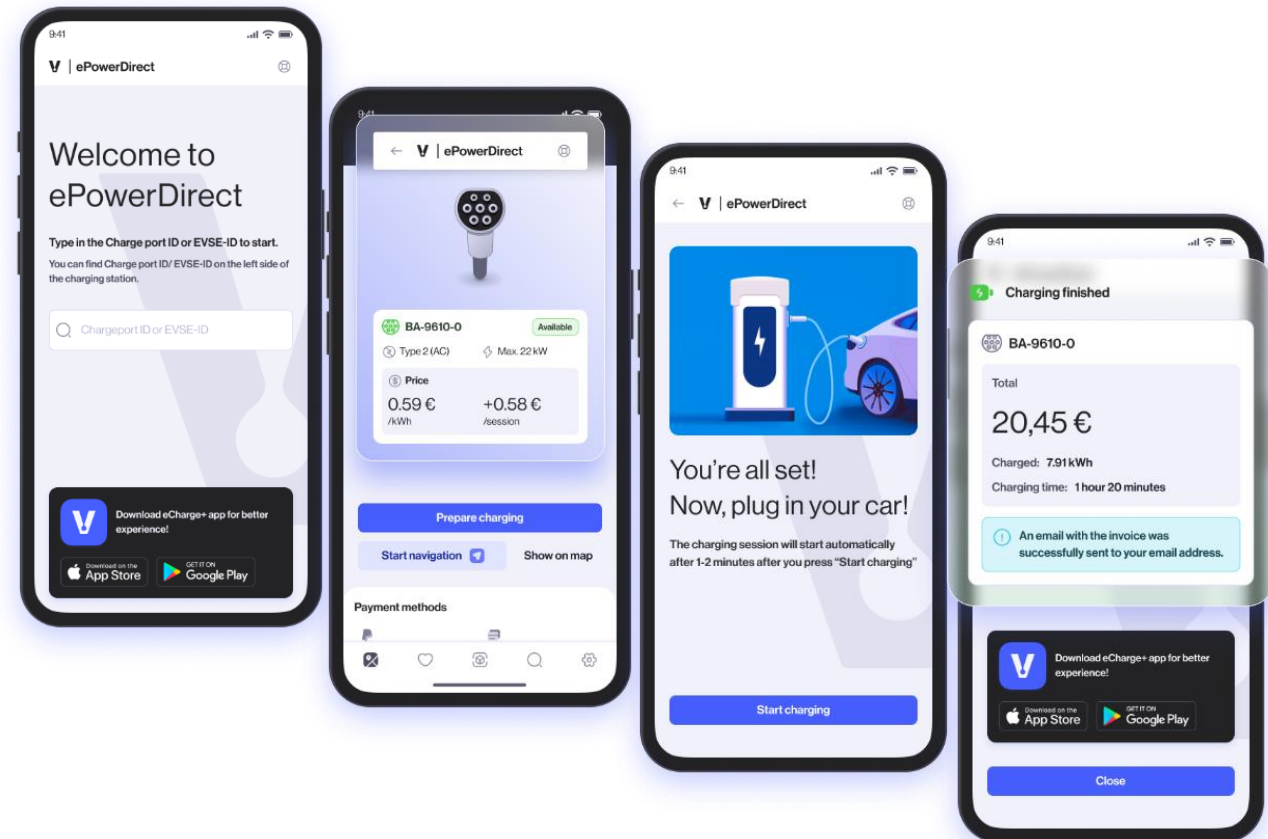 9:41
ePowerDirect
Welcome to
ePowerDirect
Type in the Charge port ID or EVSE-ID to start.
You can find Charge port ID/ EVSE-ID on the left side of
the charging station.
Chargeport ID or EVSE-ID
Download eCharge+ app for better
experience!
Download on the
App Store
GET IT ON
Google Play
9:41
ePowerDirect
BA-9610-0
Available
Type 2 (AC)
Max. 22 kW
Price
0.59 €
+0.58 €
/kWh
/session
Prepare charging
Start navigation
Show on map
Payment methods
9:41
ePowerDirect
You're all set!
Now, plug in your car!
The charging session will start automatically
after 1-2 minutes after you press "Start charging"
Start charging
9:41
Charging finished
BA-9610-0
Total
20,45 €
Charged: 7.91 kWh
Charging time: 1 hour 20 minutes
An email with the invoice was
successfully sent to your email address.
Download eCharge+ app for better
experience!
Download on the
App Store
GET IT ON
Google Play
Close